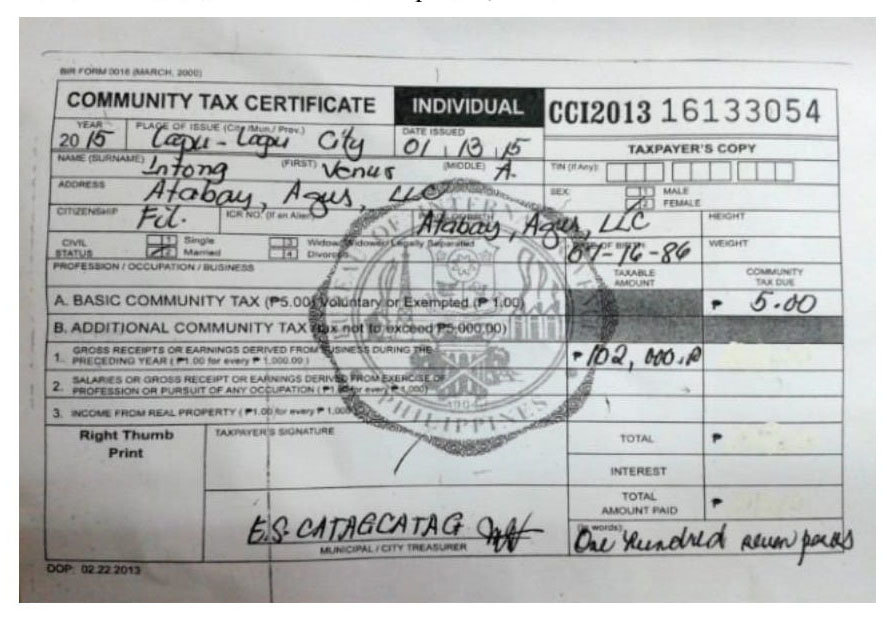 BIR FORM 0016 (MARCH, 2000)
COMMUNITY TAX CERTIFICATE INDIVIDUAL CCI2013 16133054
YEAR PLACE OF ISSUE (City /Mun./ Prov.) DATE ISSUED TAXPAYER'S COPY
2015 Lapu - Lapu City 01 13 15
NAME (SURNAME) (FIRST) (MIDDLE) TIN (If Any):
Intong Venus A.
ADDRESS SEX: 1 MALE
Atabay, Agus, LLC 2 FEMALE
CITIZENSHIP ICR NO. (If an Alien) HEIGHT
Fil. Atabay, Agus, LLC
CIVIL STATUS 1 Single 3 Widow/Widower/Legally Separated OF BIRTH WEIGHT
2 Married 4 Divorced 07-16-86
PROFESSION / OCCUPATION / BUSINESS TAXABLE AMOUNT COMMUNITY TAX DUE
A. BASIC COMMUNITY TAX (₱5.00) Voluntary or Exempted (₱ 1.00) ₱ 5.00
B. ADDITIONAL COMMUNITY TAX (tax not to exceed ₱5,000.00)
1. GROSS RECEIPTS OR EARNINGS DERIVED FROM BUSINESS DURING THE
PRECEDING YEAR (₱1.00 for every ₱ 1,000.00) ₱ 102, 000.
2. SALARIES OR GROSS RECEIPT OR EARNINGS DERIVED FROM EXERCISE OF
PROFESSION OR PURSUIT OF ANY OCCUPATION (₱1.00 for every ₱ 1,000)
3. INCOME FROM REAL PROPERTY (₱1.00 for every ₱ 1,000)
BUREAU OF INTERNAL
PHILIPPINES
Right Thumb TAXPAYER'S SIGNATURE TOTAL ₱
Print
INTEREST
TOTAL
AMOUNT PAID ₱
E.S. CATAGCATAG (in words)
MUNICIPAL / CITY TREASURER One hundred seven pesos
DOP: 02.22.2013